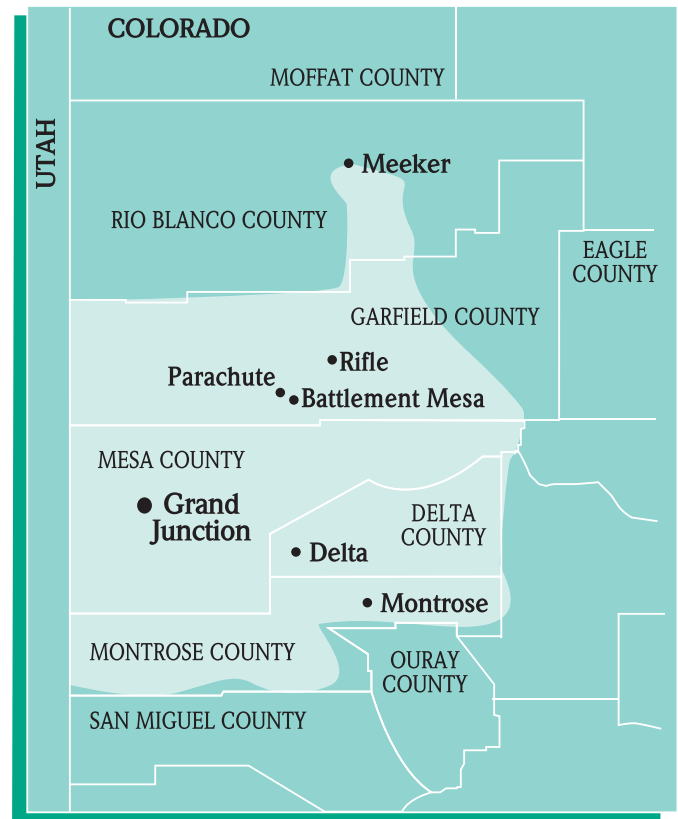 COLORADO
MOFFAT COUNTY
UTAH
Meeker
RIO BLANCO COUNTY
EAGLE
COUNTY
GARFIELD COUNTY
Rifle
Parachute
Battlement Mesa
MESA COUNTY
Grand
Junction
DELTA
COUNTY
Delta
Montrose
MONTROSE COUNTY
OURAY
COUNTY
SAN MIGUEL COUNTY